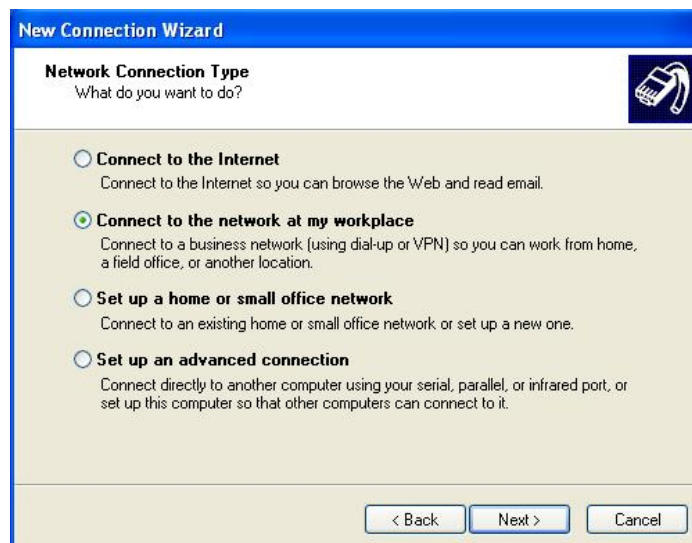 New Connection Wizard
Network Connection Type
What do you want to do?
Connect to the Internet
Connect to the Internet so you can browse the Web and read email.
Connect to the network at my workplace
Connect to a business network (using dial-up or VPN) so you can work from home,
a field office, or another location.
Set up a home or small office network
Connect to an existing home or small office network or set up a new one.
Set up an advanced connection
Connect directly to another computer using your serial, parallel, or infrared port, or
set up this computer so that other computers can connect to it.
< Back Next > Cancel